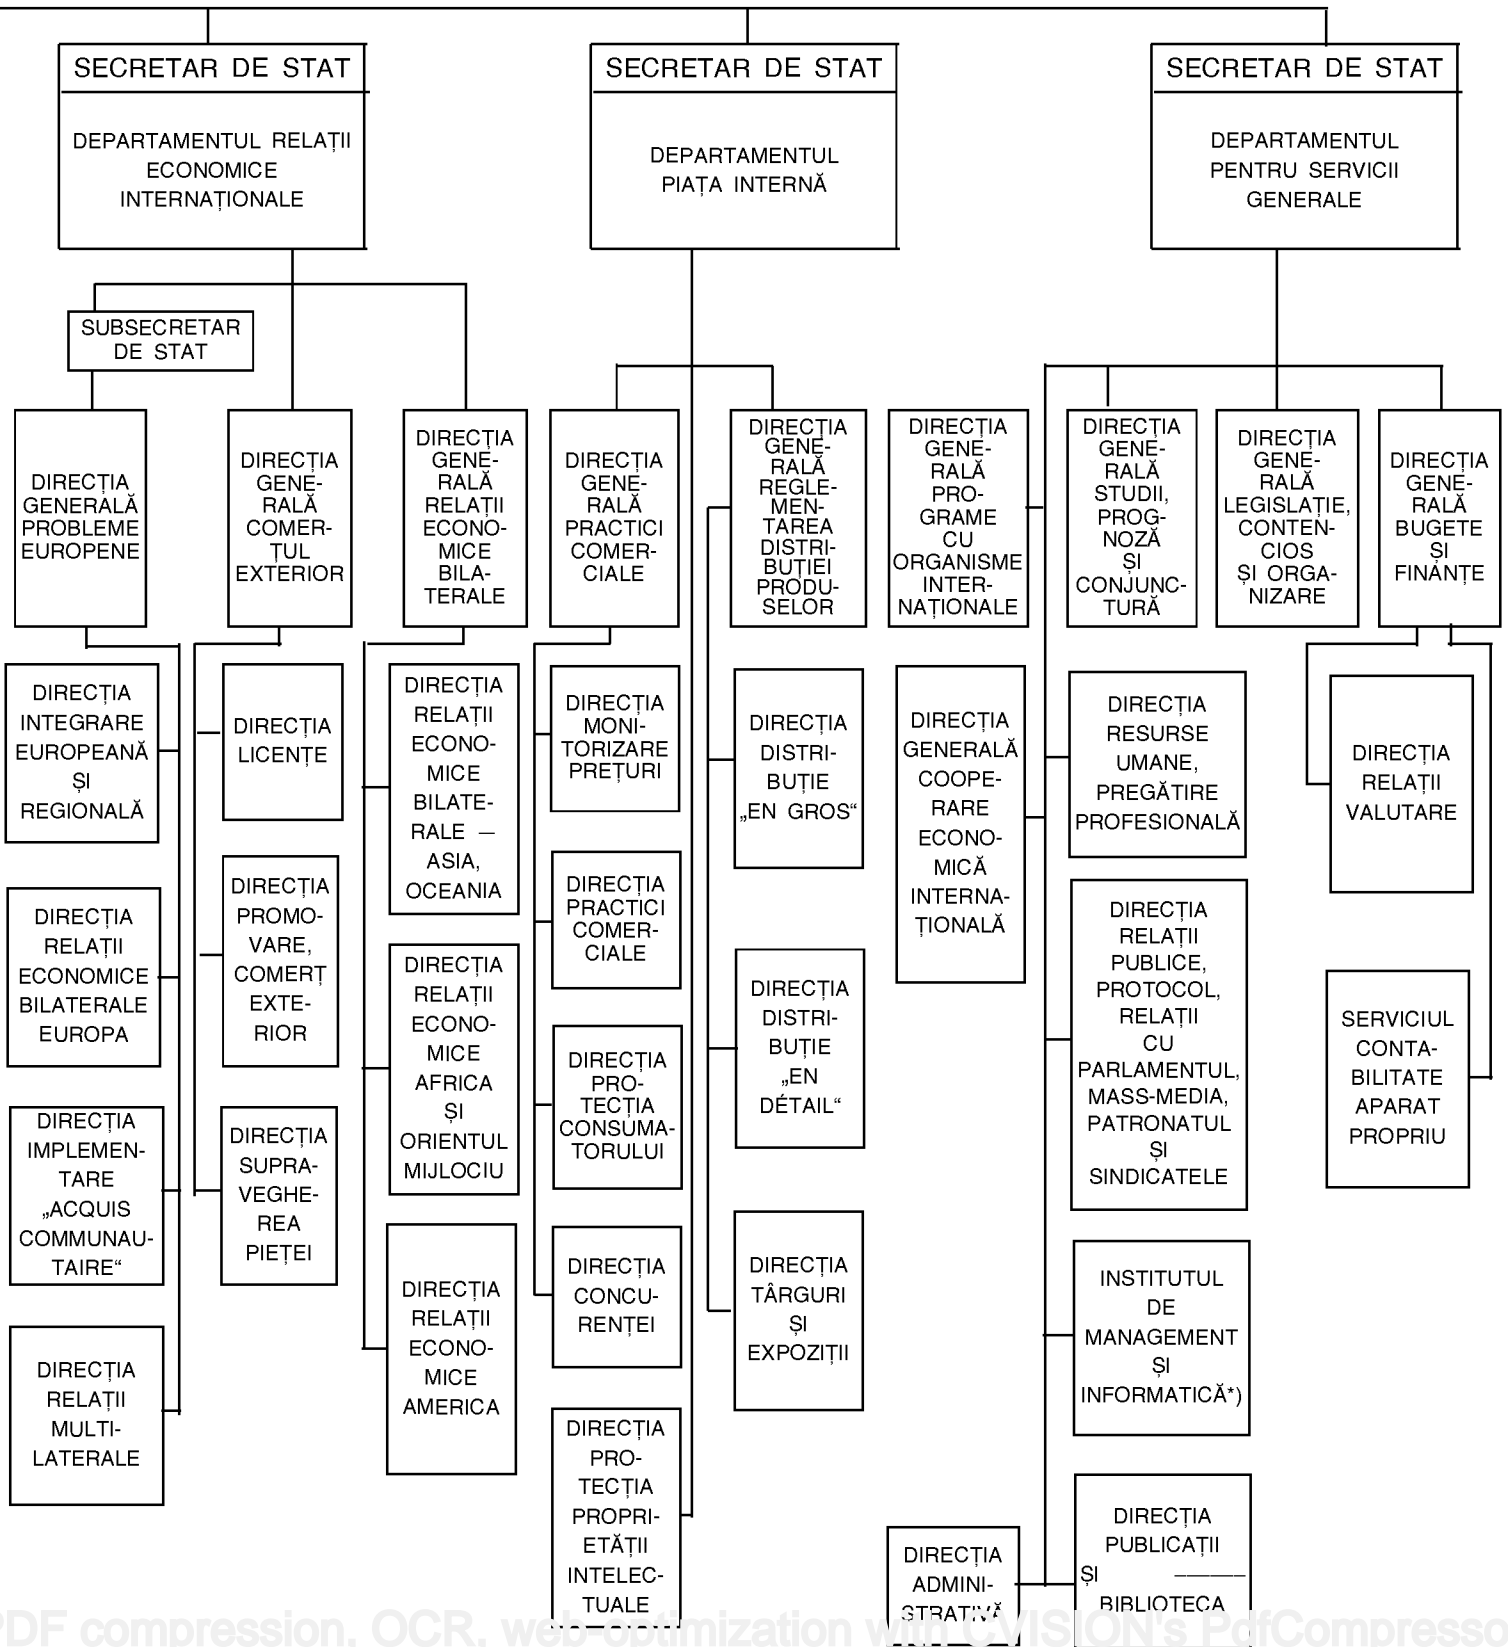 SECRETAR DE STAT
DEPARTAMENTUL RELAȚII
ECONOMICE
INTERNAȚIONALE
SECRETAR DE STAT
DEPARTAMENTUL
PIAȚA INTERNĂ
SECRETAR DE STAT
DEPARTAMENTUL
PENTRU SERVICII
GENERALE
SUBSECRETAR
DE STAT
DIRECȚIA
GENERALĂ
PROBLEME
EUROPENE
DIRECȚIA
GENE-
RALĂ
COMER-
ȚUL
EXTERIOR
DIRECȚIA
GENE-
RALĂ
RELAȚII
ECONO-
MICE
BILA-
TERALE
DIRECȚIA
GENE-
RALĂ
PRACTICI
COMER-
CIALE
DIRECȚIA
GENE-
RALĂ
REGLE-
MEN-
TAREA
DISTRI-
BUȚIEI
PRODU-
SELOR
DIRECȚIA
GENE-
RALĂ
PRO-
GRAME
CU
ORGANISME
INTER-
NAȚIONALE
DIRECȚIA
GENE-
RALĂ
STUDII,
PROG-
NOZĂ
ȘI
CONJUNC-
TURĂ
DIRECȚIA
GENE-
RALĂ
LEGISLAȚIE,
CONTEN-
CIOS
ȘI ORGA-
NIZARE
DIRECȚIA
GENE-
RALĂ
BUGETE
ȘI
FINANȚE
DIRECȚIA
INTEGRARE
EUROPEANĂ
ȘI
REGIONALĂ
DIRECȚIA
RELAȚII
ECONOMICE
BILATERALE
EUROPA
DIRECȚIA
IMPLEMEN-
TARE
„ACQUIS
COMMUNAU-
TAIRE“
DIRECȚIA
RELAȚII
MULTI-
LATERALE
DIRECȚIA
LICENȚE
DIRECȚIA
PROMO-
VARE,
COMERȚ
EXTE-
RIOR
DIRECȚIA
SUPRA-
VEGHE-
REA
PIEȚEI
DIRECȚIA
RELAȚII
ECONO-
MICE
BILATE-
RALE —
ASIA,
OCEANIA
DIRECȚIA
RELAȚII
ECONO-
MICE
AFRICA
ȘI
ORIENTUL
MIJLOCIU
DIRECȚIA
RELAȚII
ECONO-
MICE
AMERICA
DIRECȚIA
MONI-
TORIZARE
PREȚURI
DIRECȚIA
PRACTICI
COMER-
CIALE
DIRECȚIA
PRO-
TECȚIA
CONSUMA-
TORULUI
DIRECȚIA
CONCU-
RENȚEI
DIRECȚIA
PRO-
TECȚIA
PROPRI-
ETĂȚII
INTELEC-
TUALE
DIRECȚIA
DISTRI-
BUȚIE
„EN GROS“
DIRECȚIA
DISTRI-
BUȚIE
„EN
DÉTAIL“
DIRECȚIA
TÂRGURI
ȘI
EXPOZIȚII
DIRECȚIA
GENERALĂ
COOPE-
RARE
ECONO-
MICĂ
INTERNA-
ȚIONALĂ
DIRECȚIA
ADMINI-
STRATIVĂ
DIRECȚIA
RESURSE
UMANE,
PREGĂTIRE
PROFESIONALĂ
DIRECȚIA
RELAȚII
PUBLICE,
PROTOCOL,
RELAȚII
CU
PARLAMENTUL,
MASS-MEDIA,
PATRONATUL
ȘI
SINDICATELE
INSTITUTUL
DE
MANAGEMENT
ȘI
INFORMATICĂ*)
DIRECȚIA
PUBLICAȚII
ȘI ————
BIBLIOTECA
DIRECȚIA
RELAȚII
VALUTARE
SERVICIUL
CONTA-
BILITATE
APARAT
PROPRIU
PDF compression, OCR, web-optimization with CVISION's PdfCompresso